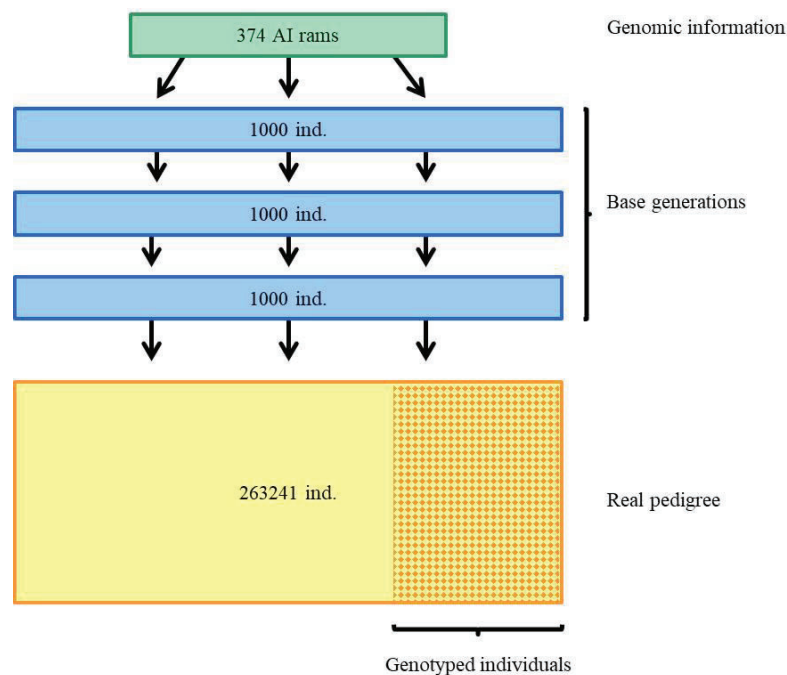 374 AI rams
Genomic information
1000 ind.
1000 ind.
Base generations
1000 ind.
263241 ind.
Real pedigree
Genotyped individuals